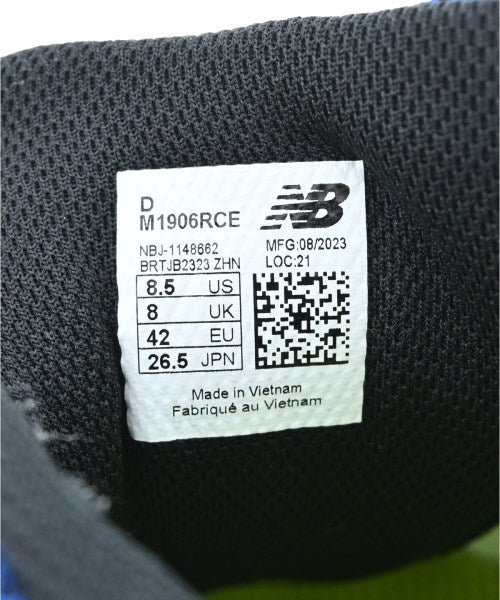 D
M1906RCE
NB
NBJ-1148662
MFG:08/2023
BRTJB2323 ZHN
LOC:21
8.5 US
8 UK
42 EU
26.5 JPN
Made in Vietnam
Fabriqué au Vietnam